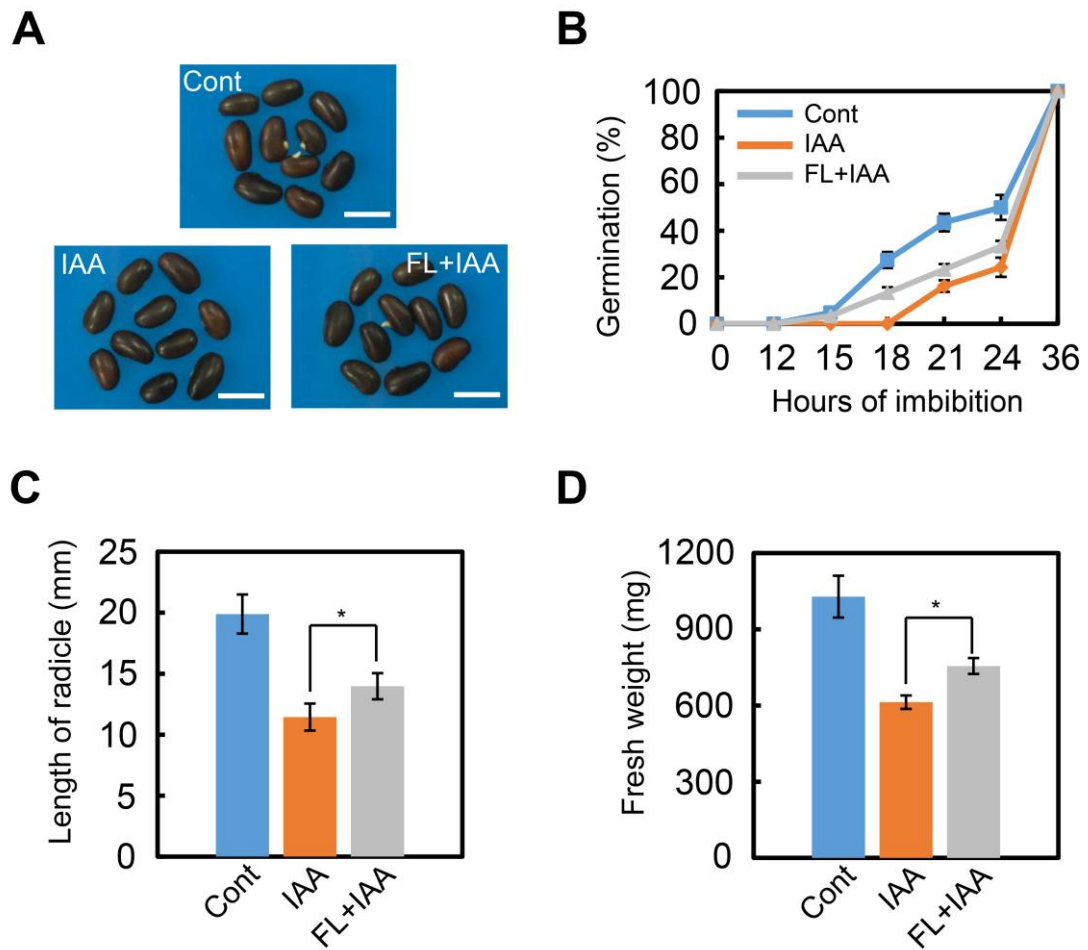 A
Cont
IAA
FL+IAA
B
Germination (%)
100
80
60
40
20
0
Cont
IAA
FL+IAA
0 12 15 18 21 24 36
Hours of imbibition
C
Length of radicle (mm)
25
20
15
10
5
0
*
Cont
IAA
FL+IAA
D
Fresh weight (mg)
1200
900
600
300
0
*
Cont
IAA
FL+IAA